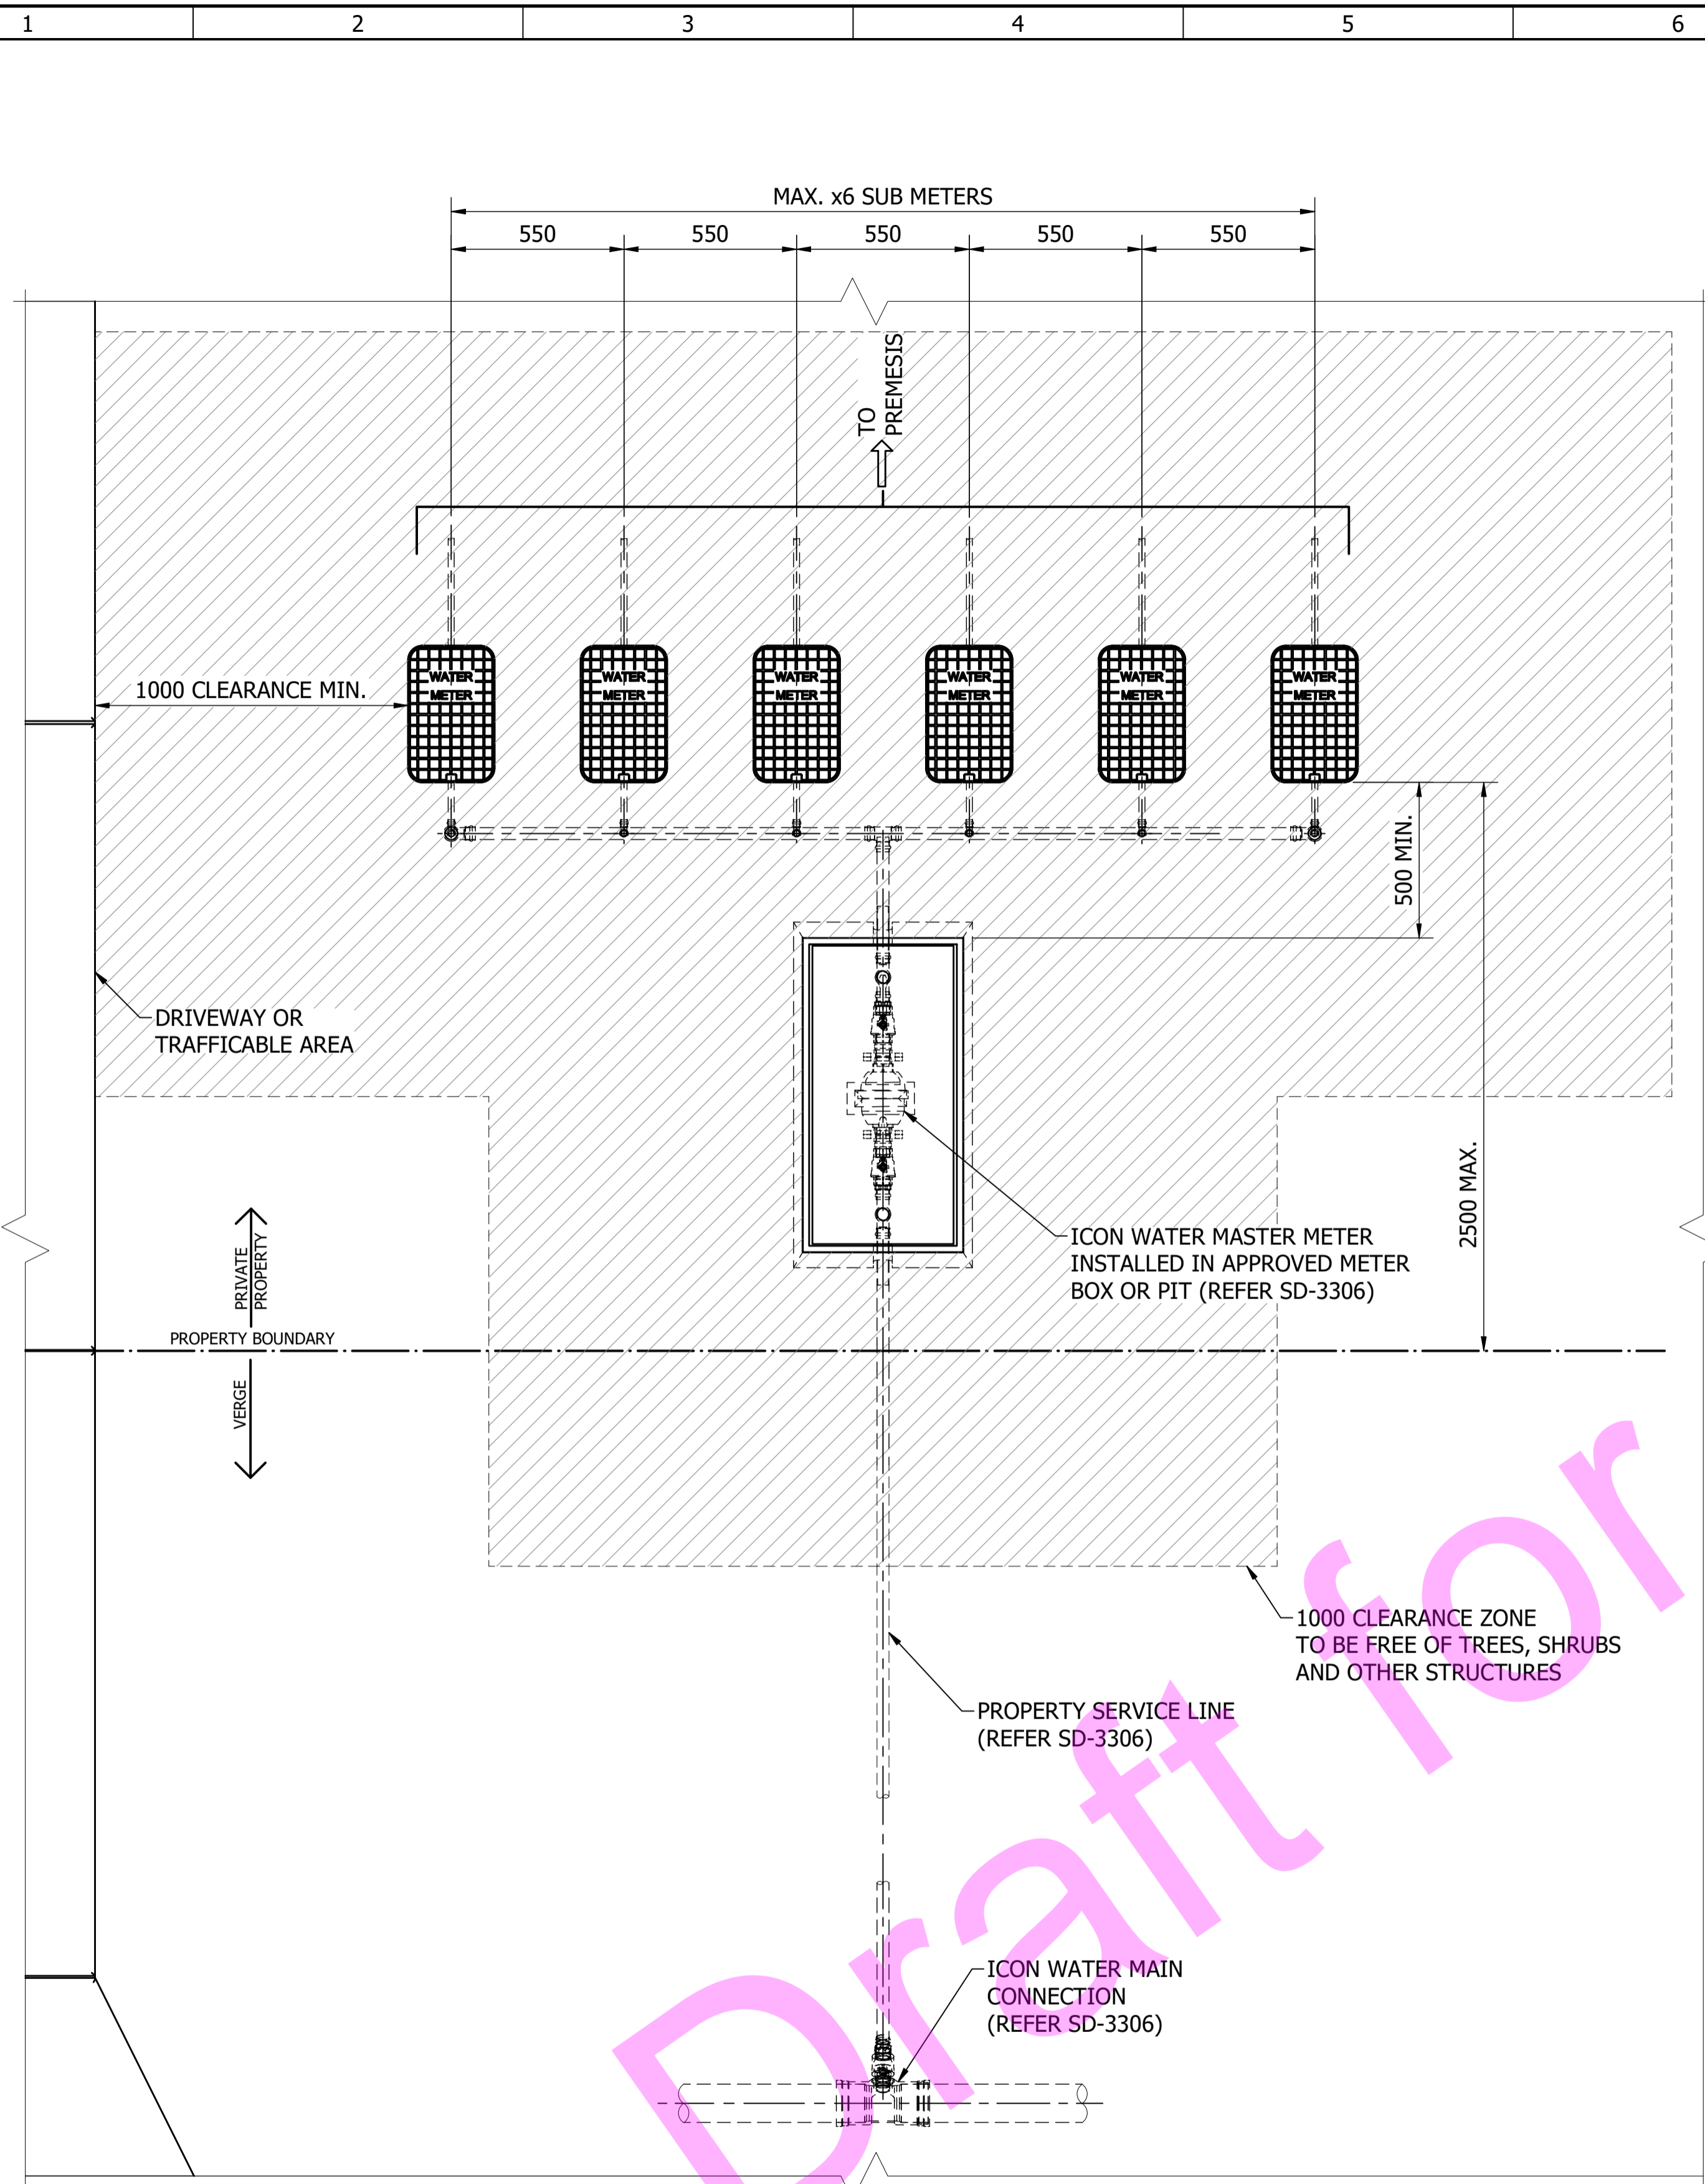 1 2 3 4 5 6
MAX. x6 SUB METERS
550 550 550 550 550
TO
PREMESIS
WATER
METER
WATER
METER
WATER
METER
WATER
METER
WATER
METER
WATER
METER
1000 CLEARANCE MIN.
500 MIN.
DRIVEWAY OR
TRAFFICABLE AREA
2500 MAX.
ICON WATER MASTER METER
INSTALLED IN APPROVED METER
BOX OR PIT (REFER SD-3306)
PRIVATE
PROPERTY
PROPERTY BOUNDARY
VERGE
1000 CLEARANCE ZONE
TO BE FREE OF TREES, SHRUBS
AND OTHER STRUCTURES
PROPERTY SERVICE LINE
(REFER SD-3306)
ICON WATER MAIN
CONNECTION
(REFER SD-3306)
Draft for